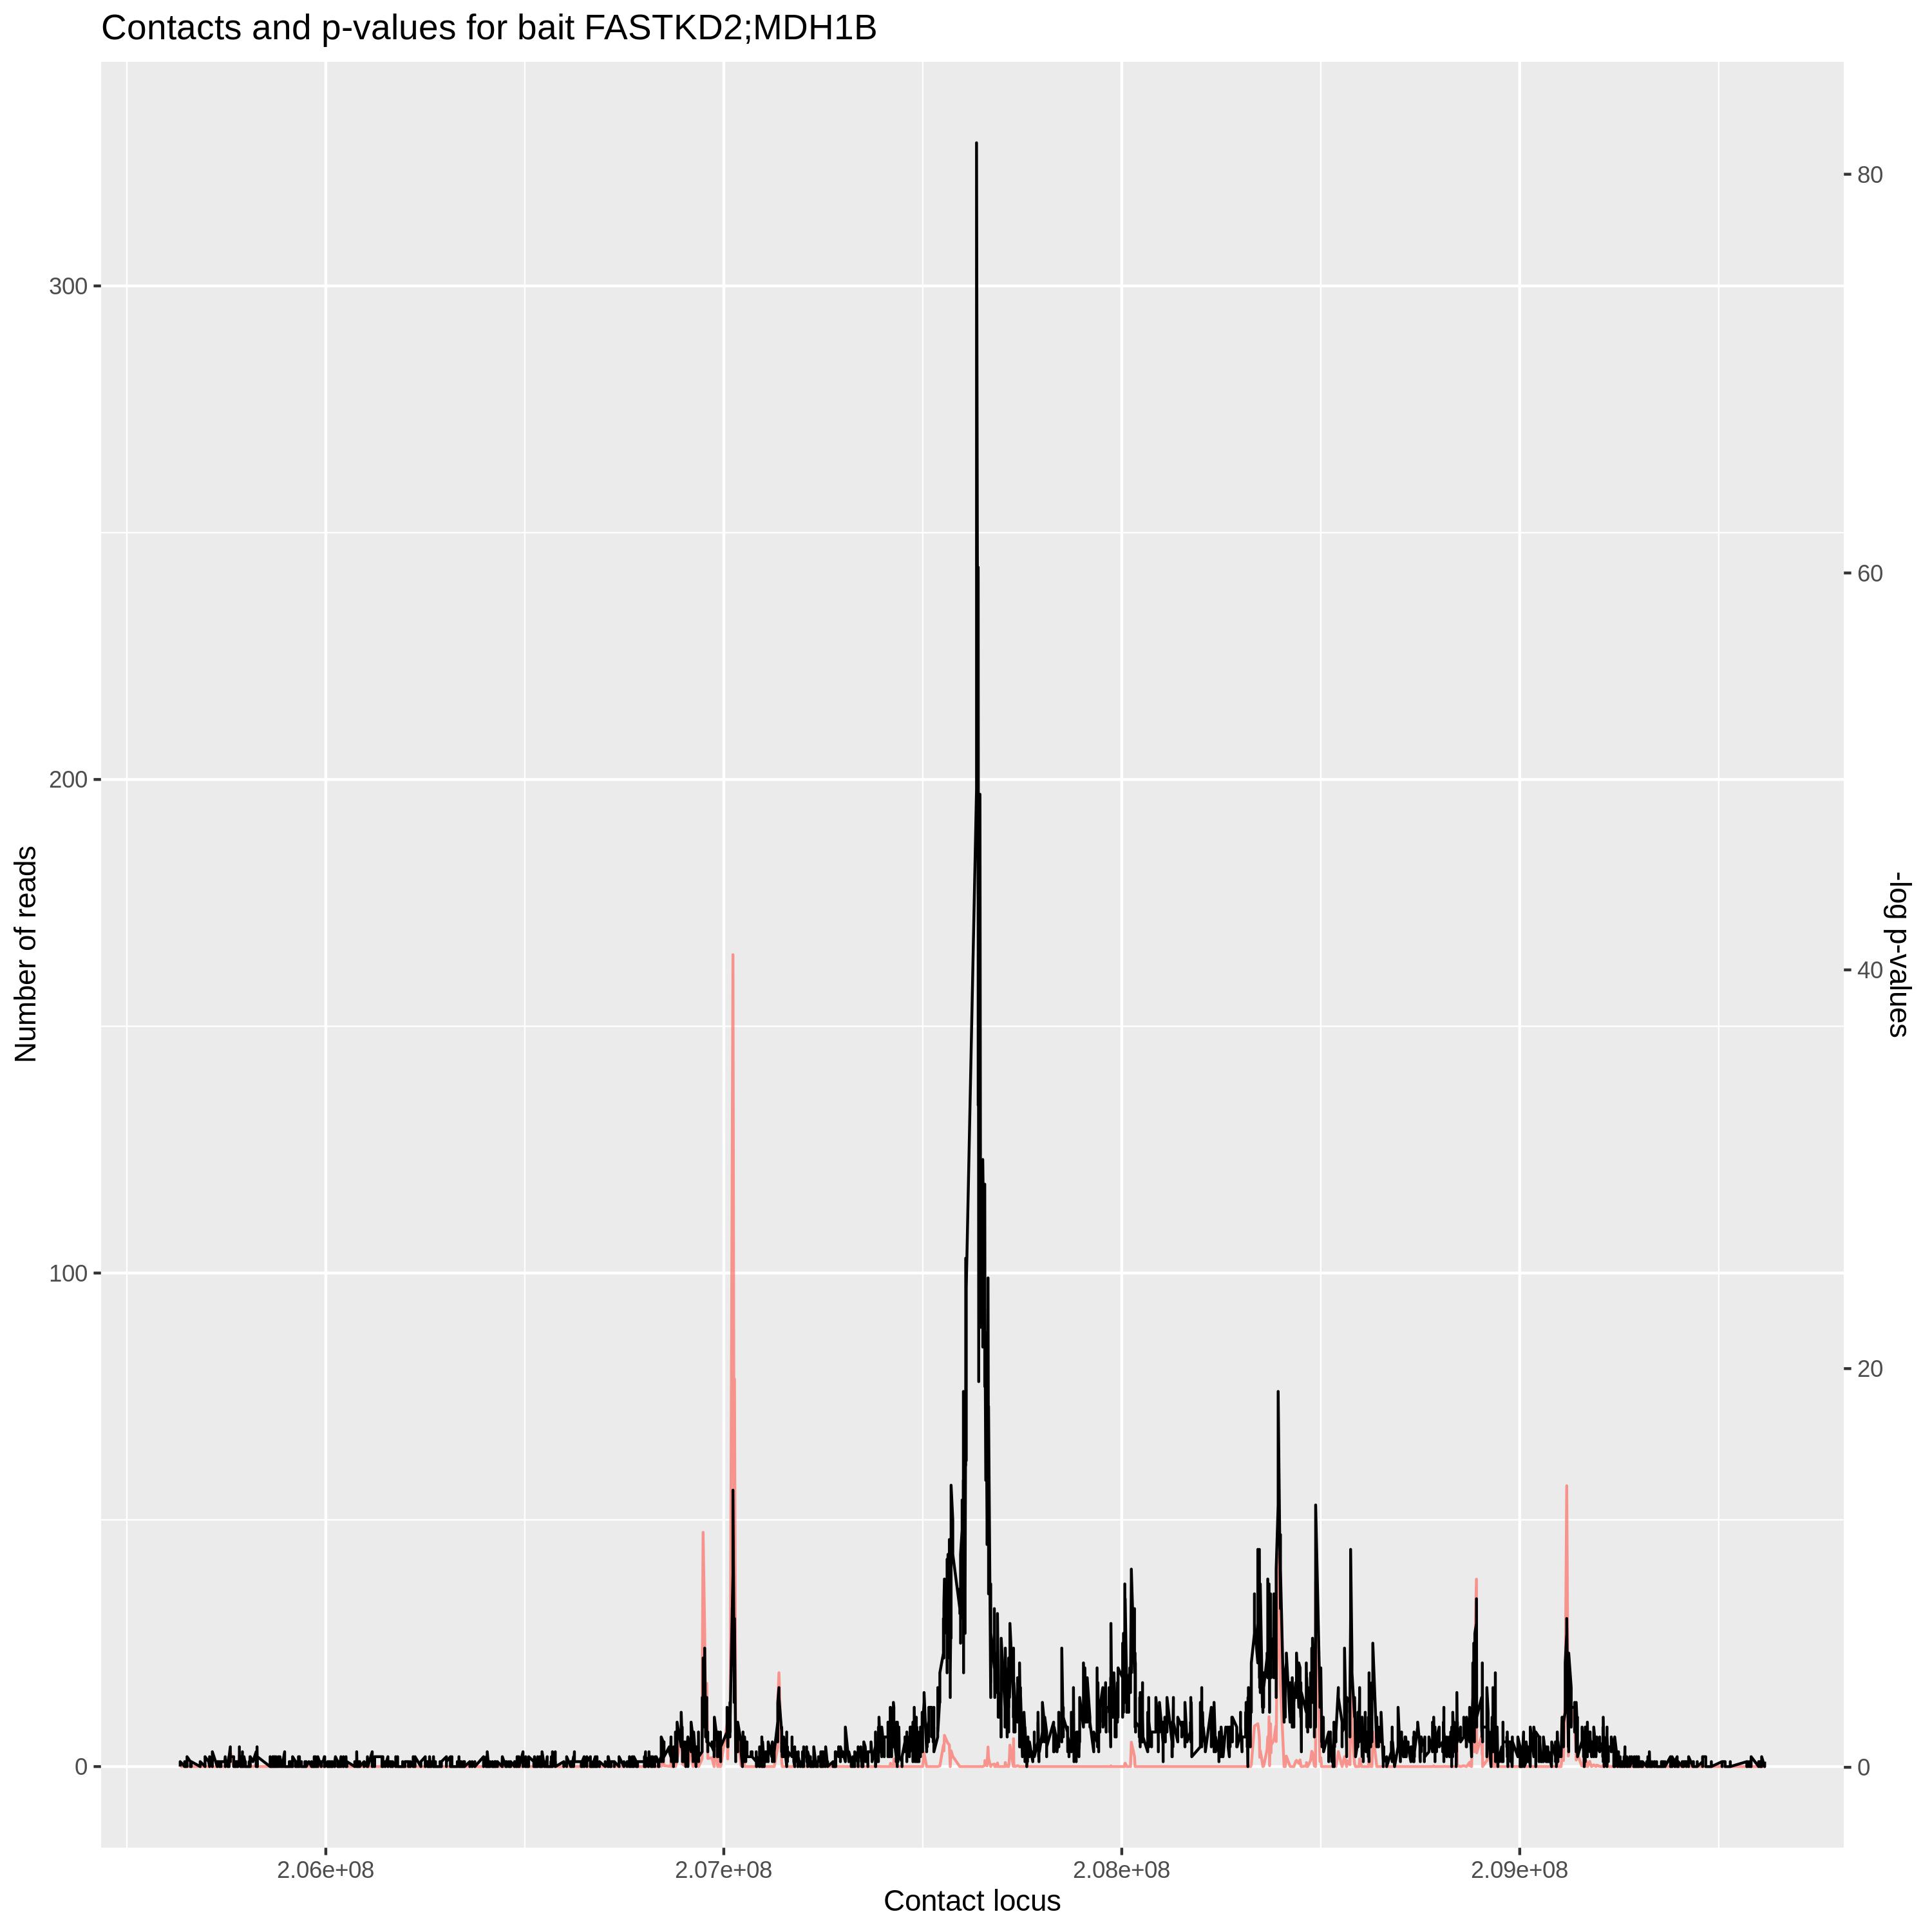 Contacts and p-values for bait FASTKD2;MDH1B
300
200
100
0
Number of reads
80
60
40
20
0
-log p-values
2.06e+08 2.07e+08 2.08e+08 2.09e+08
Contact locus